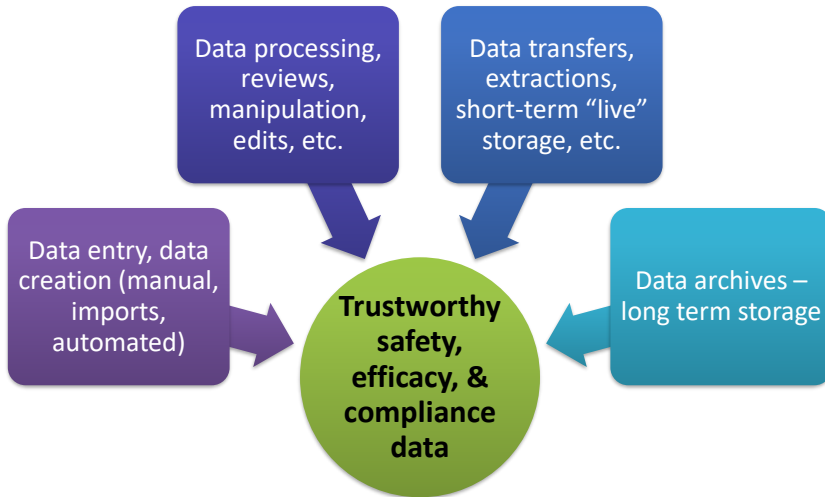 Data entry, data
creation (manual,
imports,
automated)
Data processing,
reviews,
manipulation,
edits, etc.
Data transfers,
extractions,
short-term “live”
storage, etc.
Data archives –
long term storage
Trustworthy
safety,
efficacy, &
compliance
data